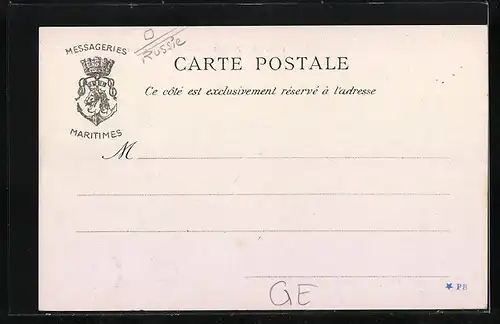 MESSAGERIES
MARITIMES
Russie
CARTE POSTALE
Ce côté est exclusivement réservé à l'adresse
M
GE
PB